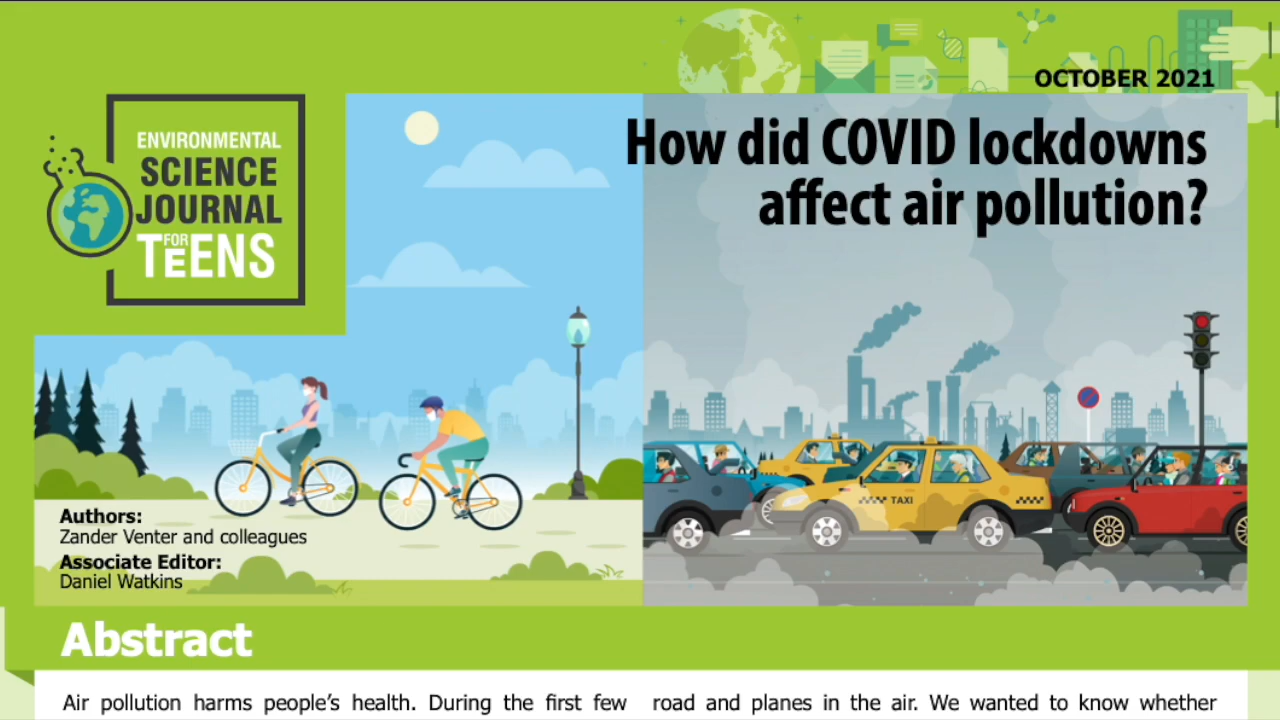 OCTOBER 2021
ENVIRONMENTAL
SCIENCE
JOURNAL
FOR
TEENS
How did COVID lockdowns
affect air pollution?
TAXI
Authors:
Zander Venter and colleagues
Associate Editor:
Daniel Watkins
Abstract
Air pollution harms people’s health. During the first few
road and planes in the air. We wanted to know whether